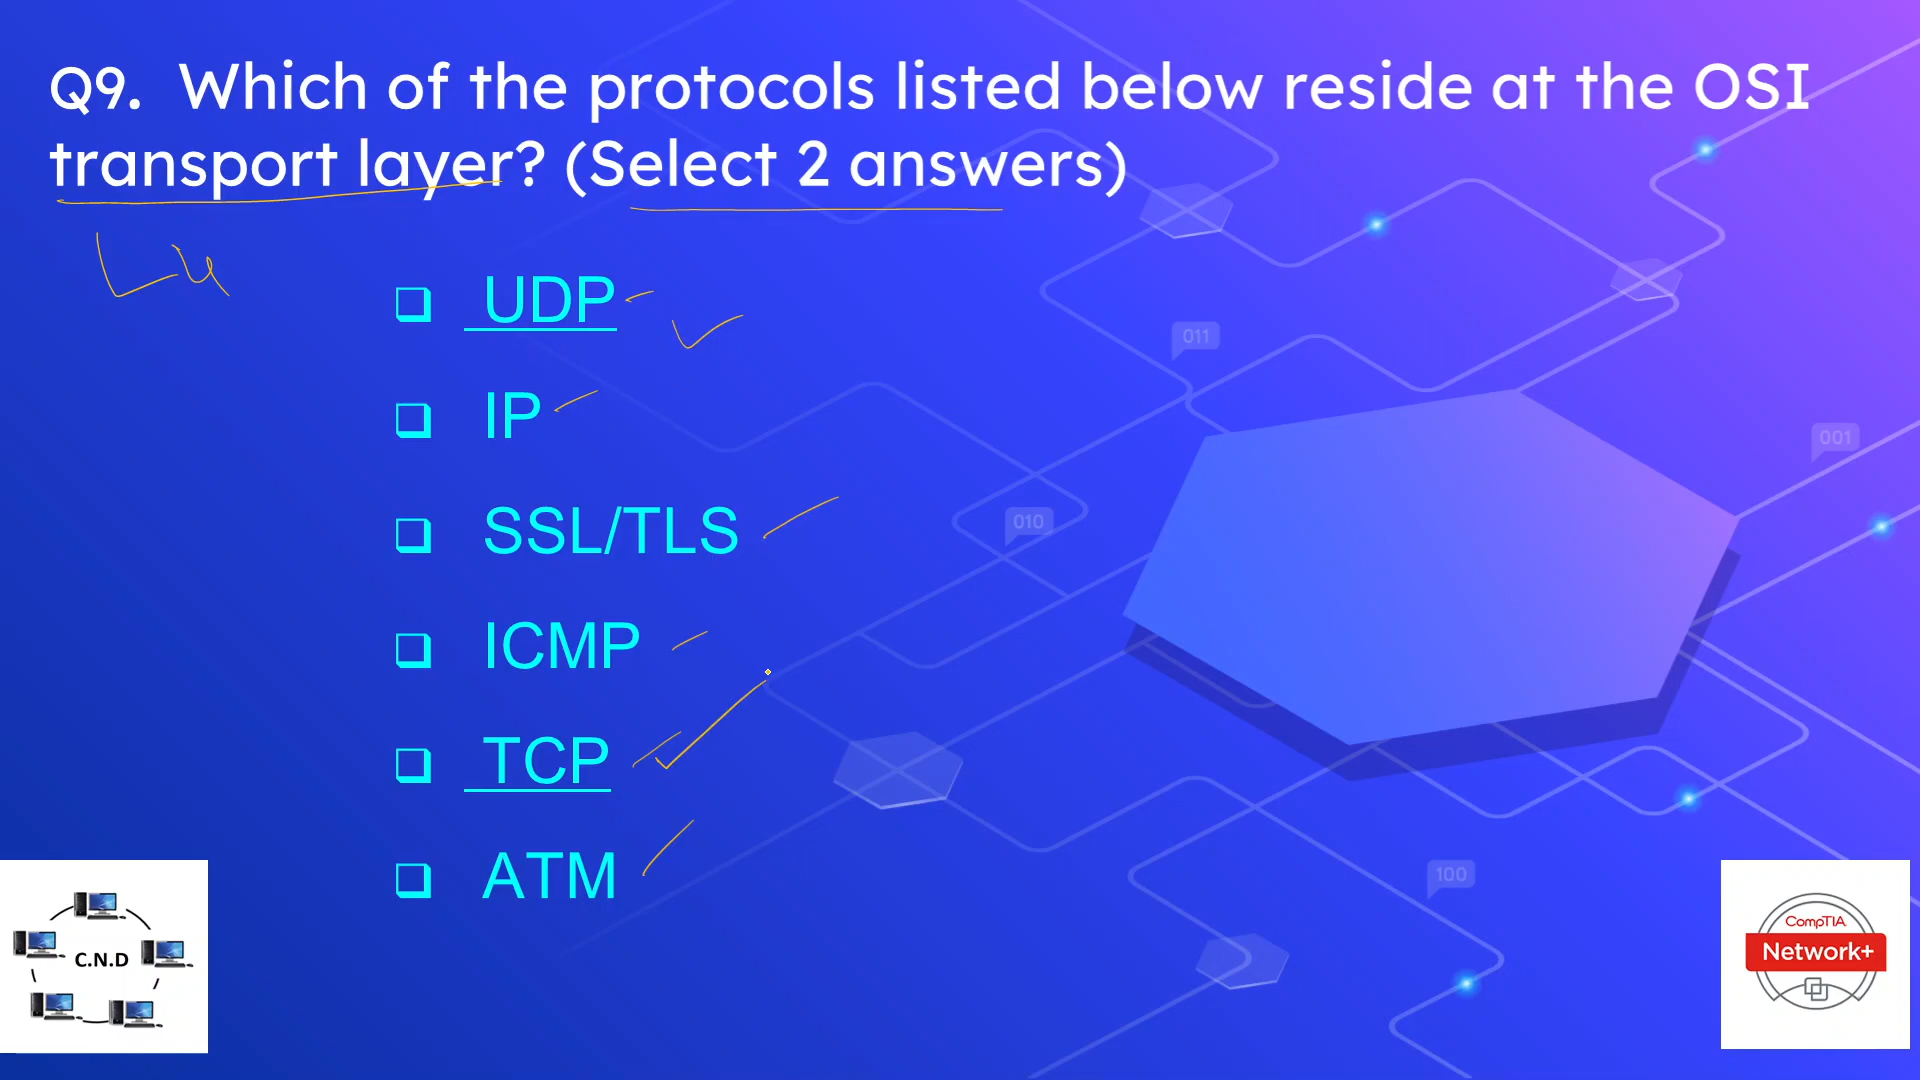 Q9. Which of the protocols listed below reside at the OSI
transport layer? (Select 2 answers)
UDP
011
IP
001
SSL/TLS
010
ICMP
TCP
ATM
100
C.N.D
CompTIA
Network+